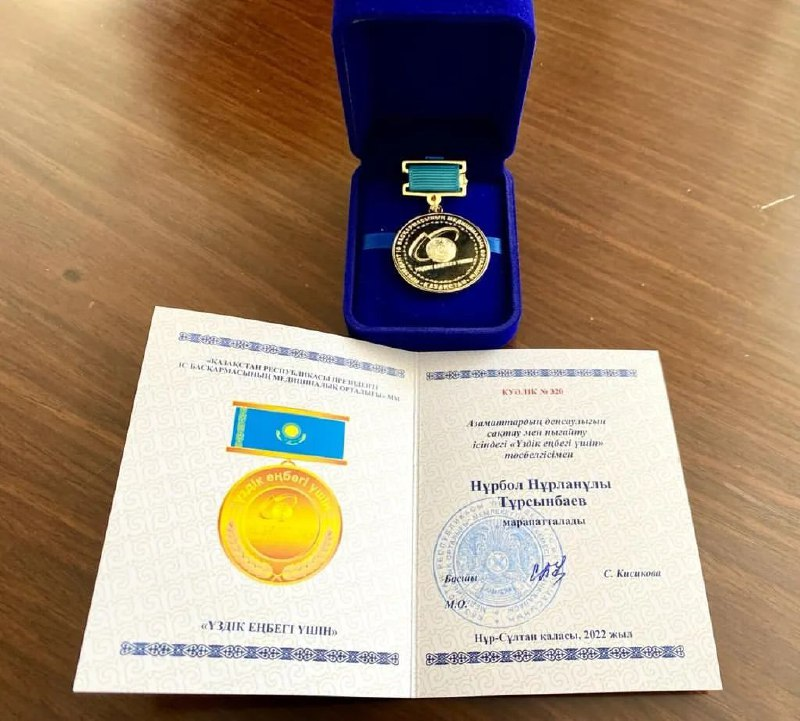 «ҚАЗАҚСТАН РЕСПУБЛИКАСЫ ПРЕЗИДЕНТІ
ІС БАСҚАРМАСЫНЫҢ МЕДИЦИНАЛЫҚ ОРТАЛЫҒЫ» ММ
үздік еңбегі үшін
«ҮЗДІК ЕҢБЕГІ ҮШІН»
КУӘЛІК № 320
Азаматтардың денсаулығын
сақтау мен нығайту
ісіндегі «Үздік еңбегі үшін»
төсбелгісімен
Нұрбол Нұрланұлы
Тұрсынбаев
марапатталады
Басшы
С. Кисикова
М.О.
Нұр-Сұлтан қаласы, 2022 жыл